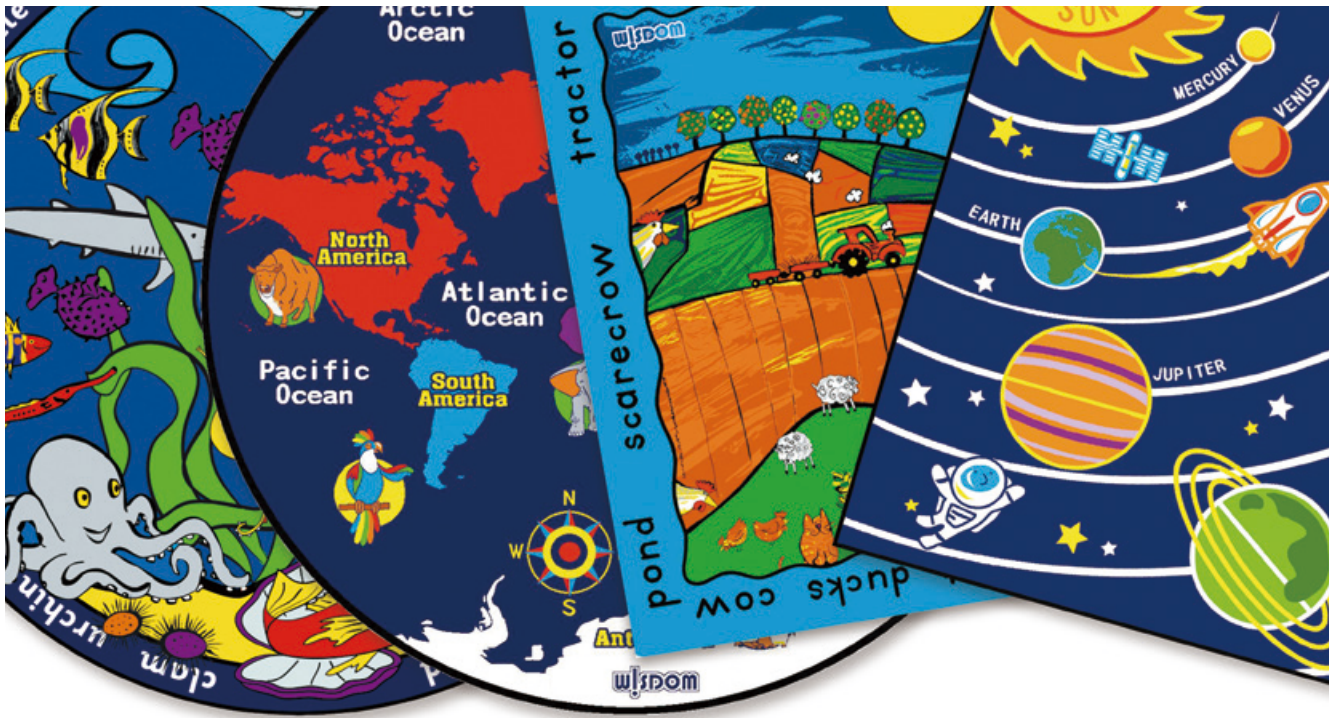 urchin
clam
Arctic
Ocean
North
America
Atlantic
Ocean
Pacific
Ocean
South
America
N
W
S
WISDOM
tractor
scarecrow
pond
ducks cow
WISDOM
SUN
MERCURY
VENUS
EARTH
JUPITER